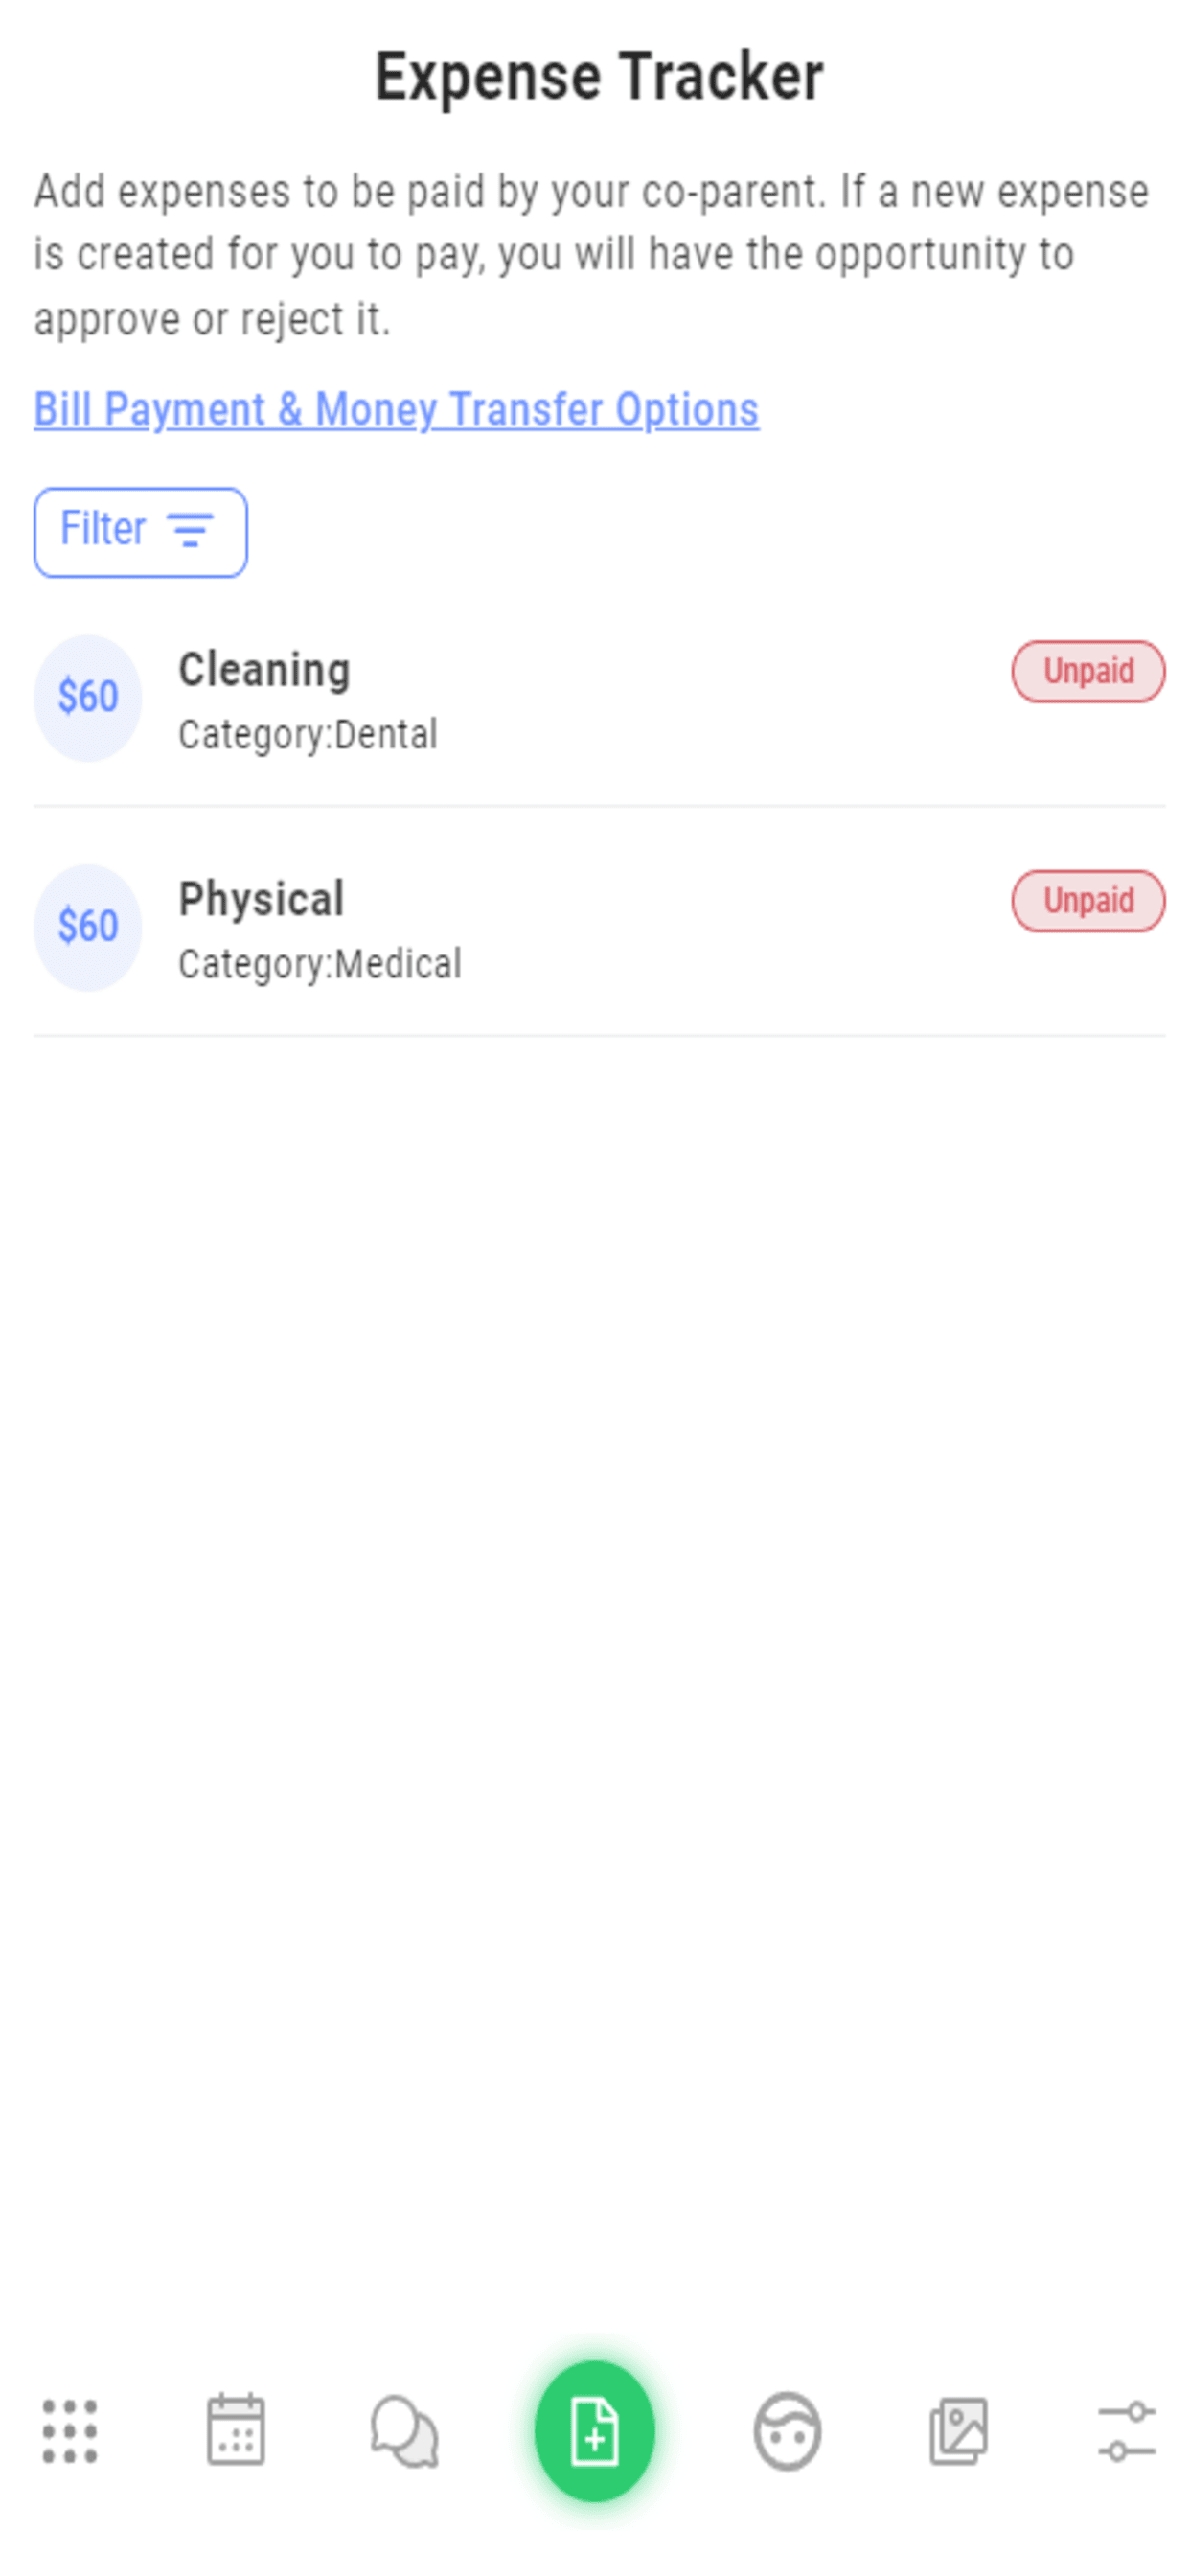 Expense Tracker
Add expenses to be paid by your co-parent. If a new expense
is created for you to pay, you will have the opportunity to
approve or reject it.
Bill Payment & Money Transfer Options
Filter
$60
Cleaning
Unpaid
Category:Dental
$60
Physical
Unpaid
Category:Medical